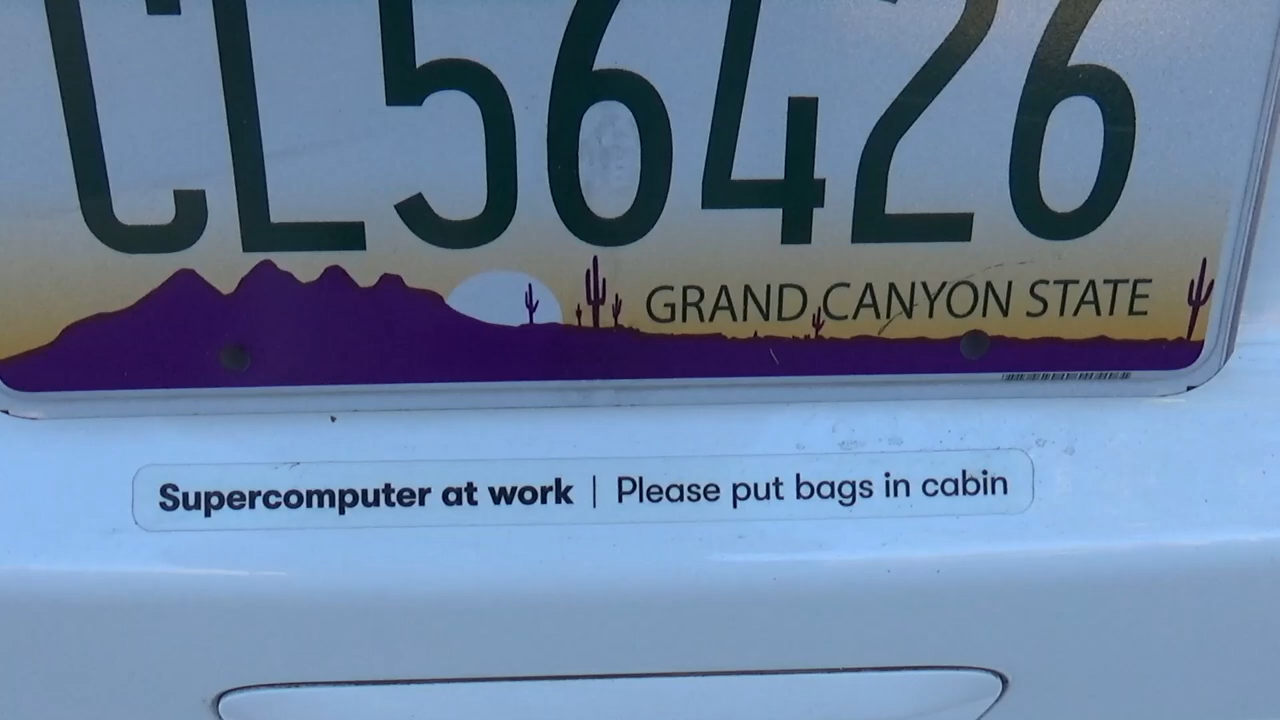 CL56426
GRAND CANYON STATE
Supercomputer at work | Please put bags in cabin